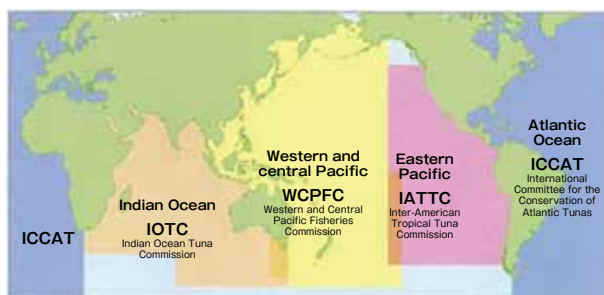 ICCAT
Indian Ocean
IOTC
Indian Ocean Tuna
Commission
Western and
central Pacific
WCPFC
Western and Central
Pacific Fisheries
Commission
Eastern
Pacific
IATTC
Inter-American
Tropical Tuna
Commission
Atlantic
Ocean
ICCAT
International
Committee for the
Conservation of
Atlantic Tunas